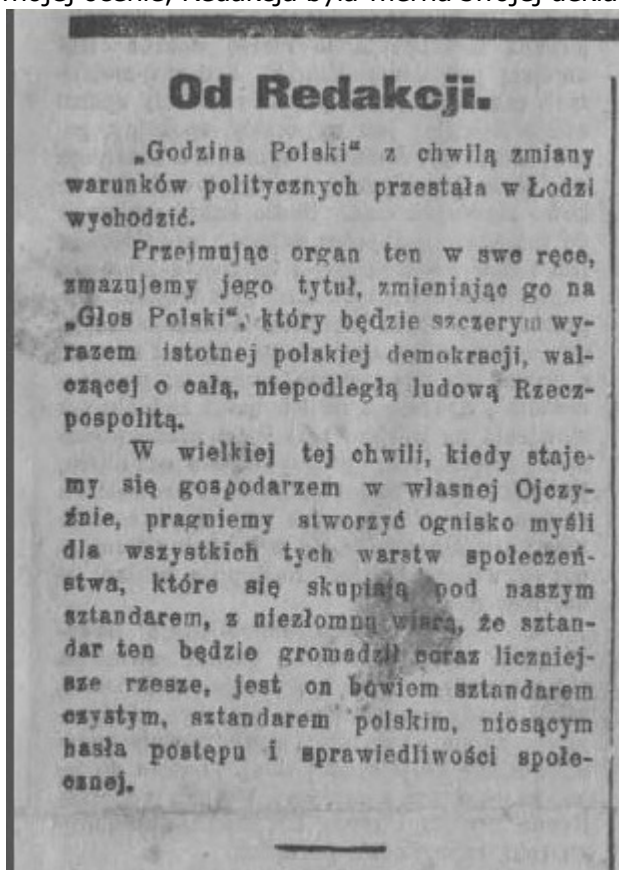 Od Redakcji.
„Godzina Polski“ z chwilą zmiany
warunków politycznych przestała w Łodzi
wychodzić.
Przejmując organ ten w swe ręce,
zmazujemy jego tytuł, zmieniając go na
„Głos Polski“, który będzie szczerym wy-
razem istotnej polskiej demokracji, wal-
czącej o całą, niepodległą ludową Rzecz-
pospolitą.
W wielkiej tej chwili, kiedy staje-
my się gospodarzem w własnej Ojczy-
źnie, pragniemy stworzyć ognisko myśli
dla wszystkich tych warstw społeczeń-
stwa, które się skupiają pod naszym
sztandarem, z niezłomną wiarą, że sztan-
dar ten będzie gromadził coraz liczniej-
sze rzesze, jest on bowiem sztandarem
czystym, sztandarem polskim, niosącym
hasła postępu i sprawiedliwości społe-
cznej.